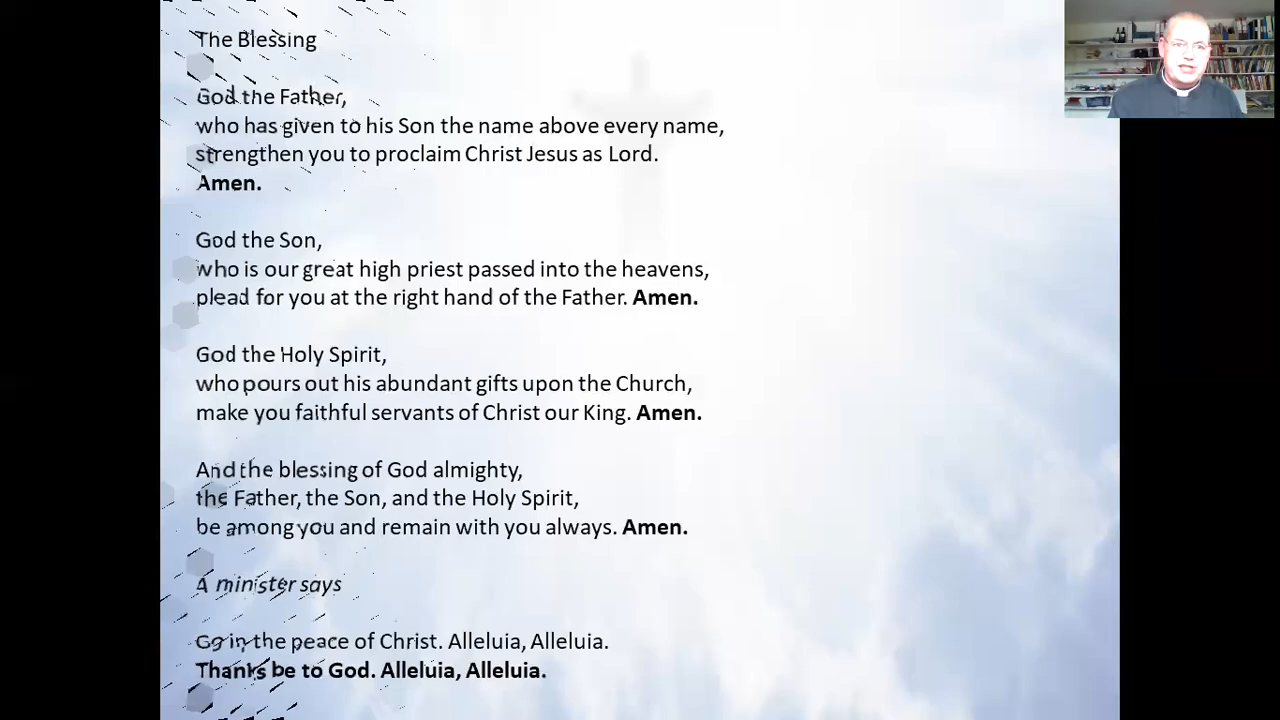 The Blessing
God the Father,
who has given to his Son the name above every name,
strengthen you to proclaim Christ Jesus as Lord.
Amen.
God the Son,
who is our great high priest passed into the heavens,
plead for you at the right hand of the Father. Amen.
God the Holy Spirit,
who pours out his abundant gifts upon the Church,
make you faithful servants of Christ our King. Amen.
And the blessing of God almighty,
the Father, the Son, and the Holy Spirit,
be among you and remain with you always. Amen.
A minister says
Go in the peace of Christ. Alleluia, Alleluia.
Thanks be to God. Alleluia, Alleluia.